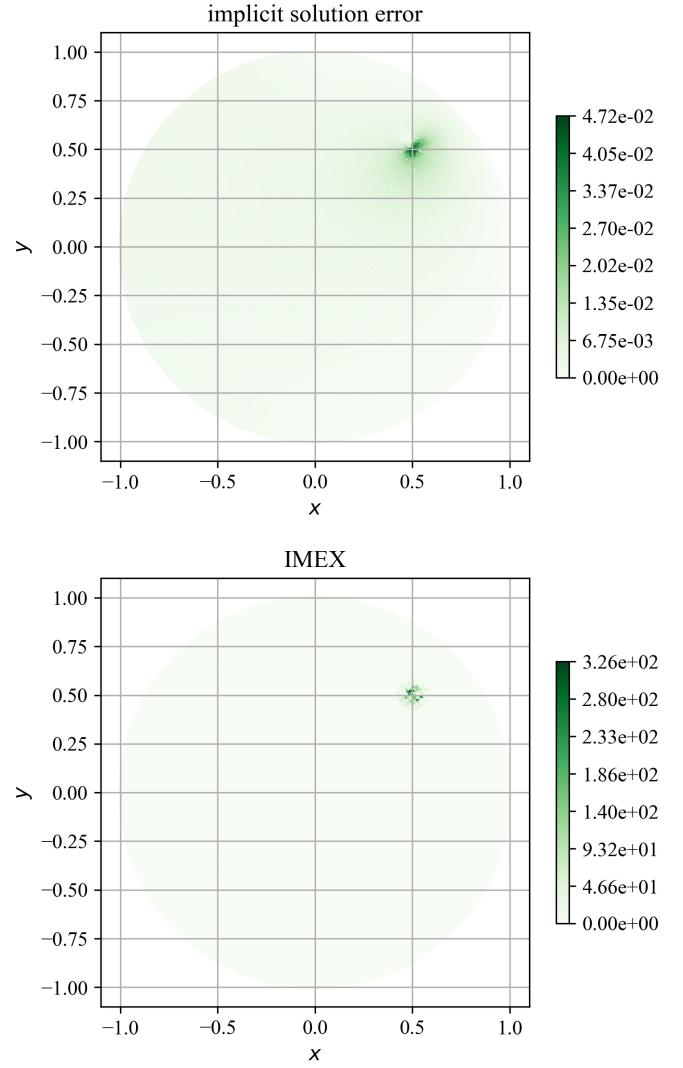 implicit solution error
1.00
0.75
0.50
0.25
0.00
−0.25
−0.50
−0.75
−1.00
y
−1.0 −0.5 0.0 0.5 1.0
x
4.72e-02
4.05e-02
3.37e-02
2.70e-02
2.02e-02
1.35e-02
6.75e-03
0.00e+00
IMEX
1.00
0.75
0.50
0.25
0.00
−0.25
−0.50
−0.75
−1.00
y
−1.0 −0.5 0.0 0.5 1.0
x
3.26e+02
2.80e+02
2.33e+02
1.86e+02
1.40e+02
9.32e+01
4.66e+01
0.00e+00